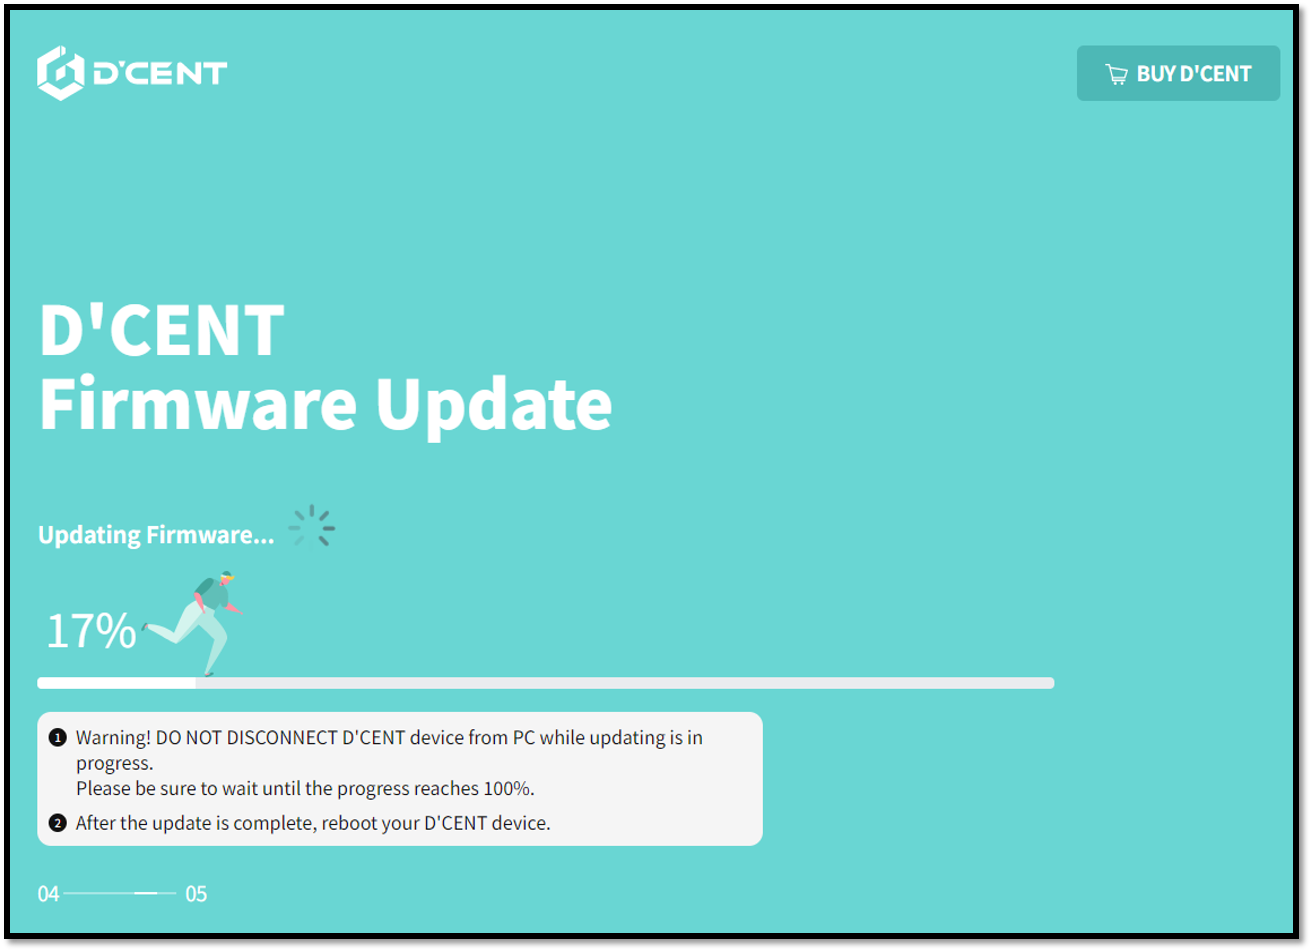 D'CENT
BUY D'CENT
D'CENT
Firmware Update
Updating Firmware...
17%
1 Warning! DO NOT DISCONNECT D'CENT device from PC while updating is in
progress.
Please be sure to wait until the progress reaches 100%.
2 After the update is complete, reboot your D'CENT device.
04 05